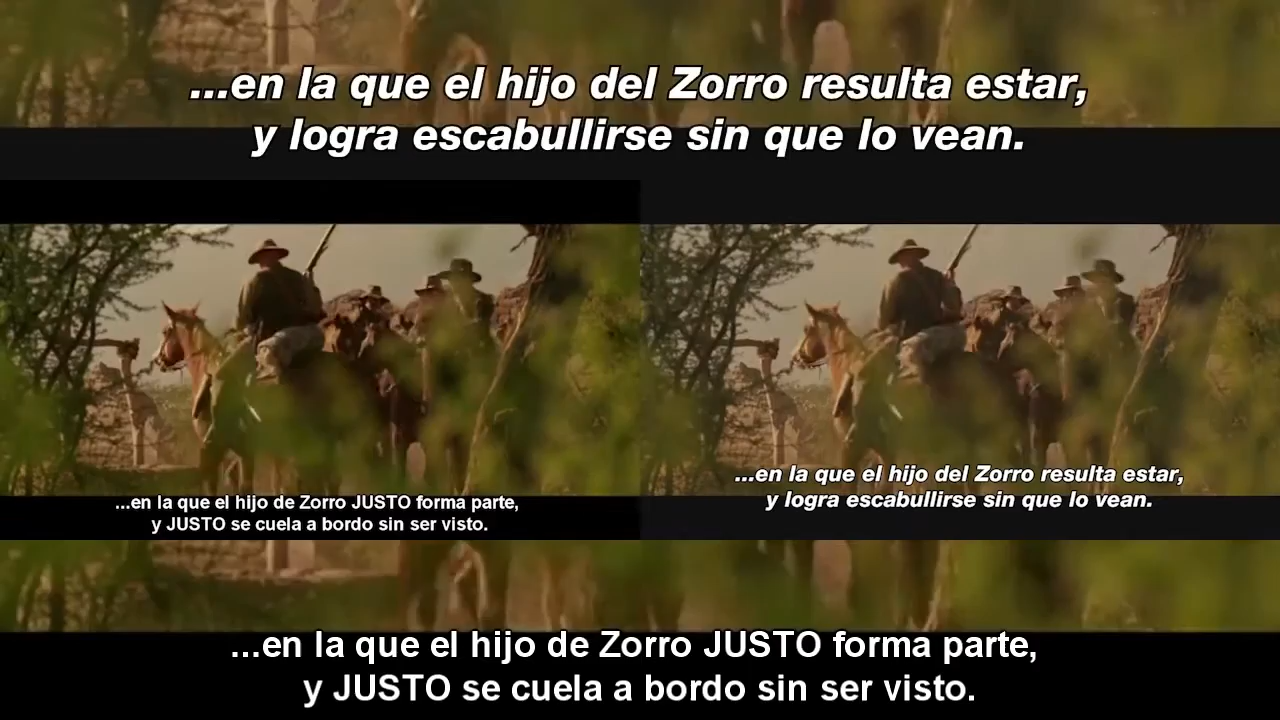 ...en la que el hijo del Zorro resulta estar,
y logra escabullirse sin que lo vean.
...en la que el hijo de Zorro JUSTO forma parte,
y JUSTO se cuela a bordo sin ser visto.
...en la que el hijo del Zorro resulta estar,
y logra escabullirse sin que lo vean.
...en la que el hijo de Zorro JUSTO forma parte,
y JUSTO se cuela a bordo sin ser visto.